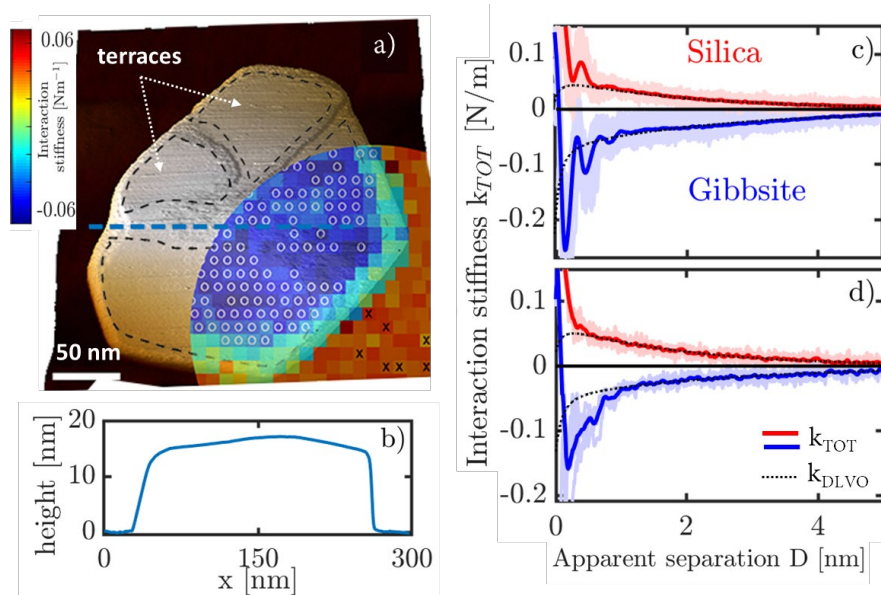 0.06
-0.06
Interaction
stiffness [Nm⁻¹]
a)
terraces
x
x
x x
x x
50 nm
b)
20
10
0
height [nm]
0 150 300
x [nm]
Interaction stiffness k_TOT [N/m]
c)
0.1
0
-0.1
-0.2
Silica
Gibbsite
d)
0.1
0
-0.1
-0.2
k_TOT
k_DLVO
0 2 4
Apparent separation D [nm]